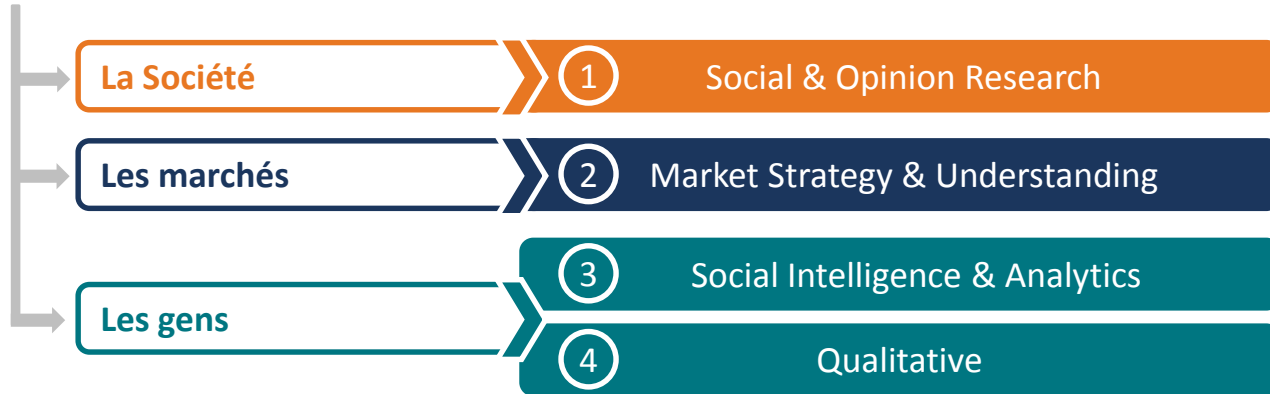 La Société
1
Social & Opinion Research
Les marchés
2
Market Strategy & Understanding
Les gens
3
Social Intelligence & Analytics
4
Qualitative